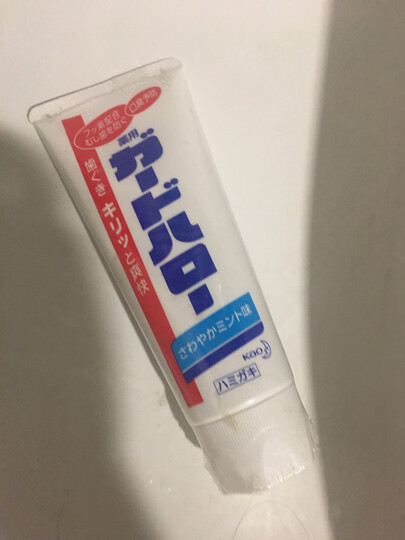 フッ素配合
むし歯を防ぐ
口臭予防
薬用
ガードハロー
歯ぐきキリッと爽快
さわやかミント味
Kao
ハミガキ